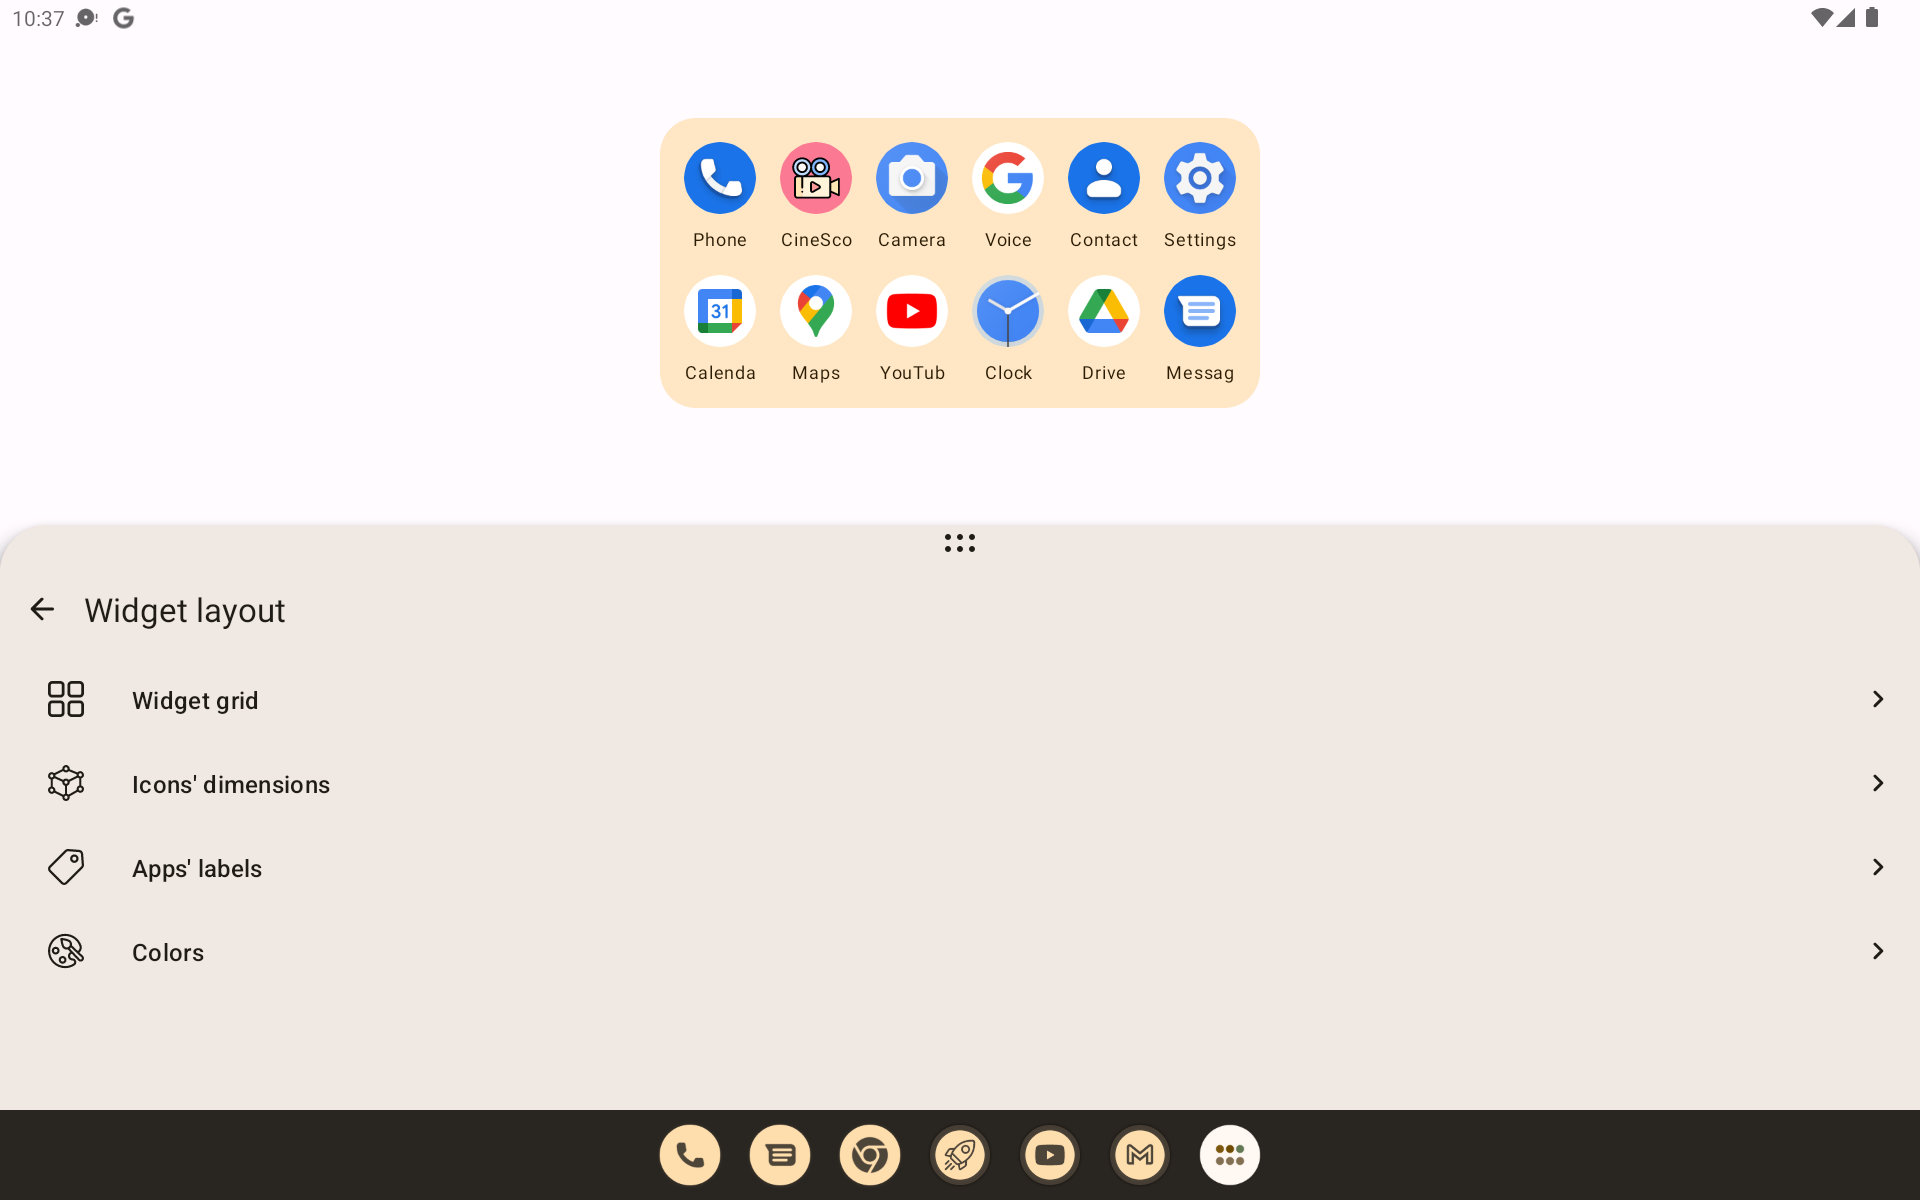 10:37
Phone CineSco Camera Voice Contact Settings
31
Calenda Maps YouTub Clock Drive Messag
Widget layout
Widget grid
Icons' dimensions
Apps' labels
Colors